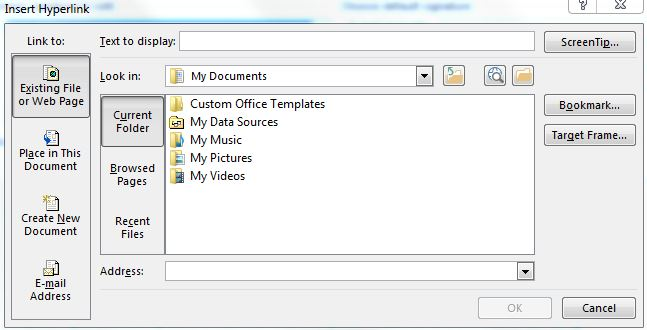 Insert Hyperlink
Link to:
Text to display:
ScreenTip...
Existing File
or Web Page
Look in:
My Documents
Current
Folder
Custom Office Templates
My Data Sources
My Music
My Pictures
My Videos
Bookmark...
Target Frame...
Place in This
Document
Browsed
Pages
Create New
Document
Recent
Files
E-mail
Address
Address:
OK
Cancel